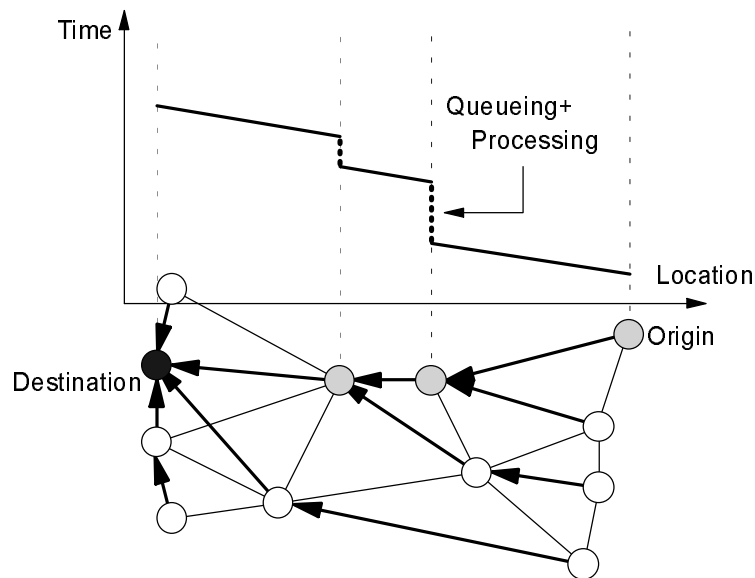 Time
Queueing+
Processing
Location
Origin
Destination